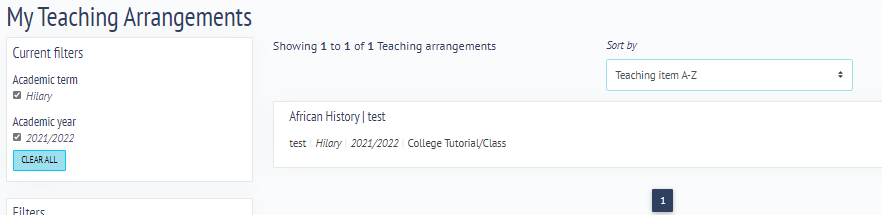 My Teaching Arrangements
Current filters
Academic term
Hilary
Academic year
2021/2022
CLEAR ALL
Filters
Showing 1 to 1 of 1 Teaching arrangements
Sort by
Teaching item A-Z
African History | test
test | Hilary | 2021/2022 | College Tutorial/Class
1